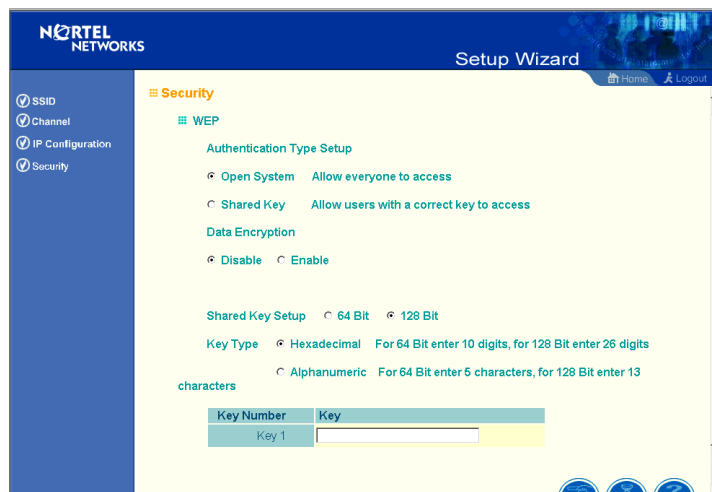 NORTEL
NETWORKS
Setup Wizard
Home Logout
SSID
Channel
IP Configuration
Security
Security
WEP
Authentication Type Setup
Open System Allow everyone to access
Shared Key Allow users with a correct key to access
Data Encryption
Disable Enable
Shared Key Setup 64 Bit 128 Bit
Key Type Hexadecimal For 64 Bit enter 10 digits, for 128 Bit enter 26 digits
Alphanumeric For 64 Bit enter 5 characters, for 128 Bit enter 13
characters
Key Number Key
Key 1